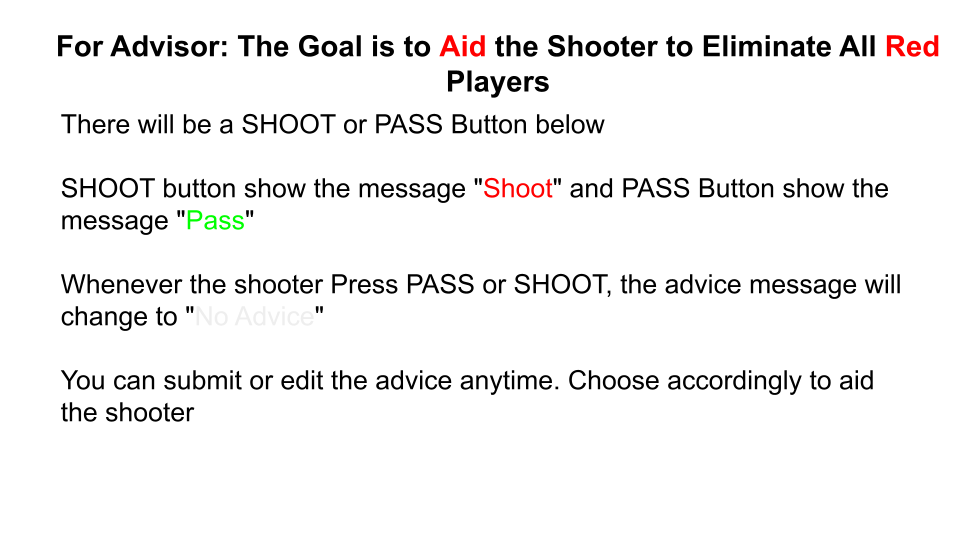 For Advisor: The Goal is to Aid the Shooter to Eliminate All Red
Players
There will be a SHOOT or PASS Button below
SHOOT button show the message "Shoot" and PASS Button show the
message "Pass"
Whenever the shooter Press PASS or SHOOT, the advice message will
change to "No Advice"
You can submit or edit the advice anytime. Choose accordingly to aid
the shooter